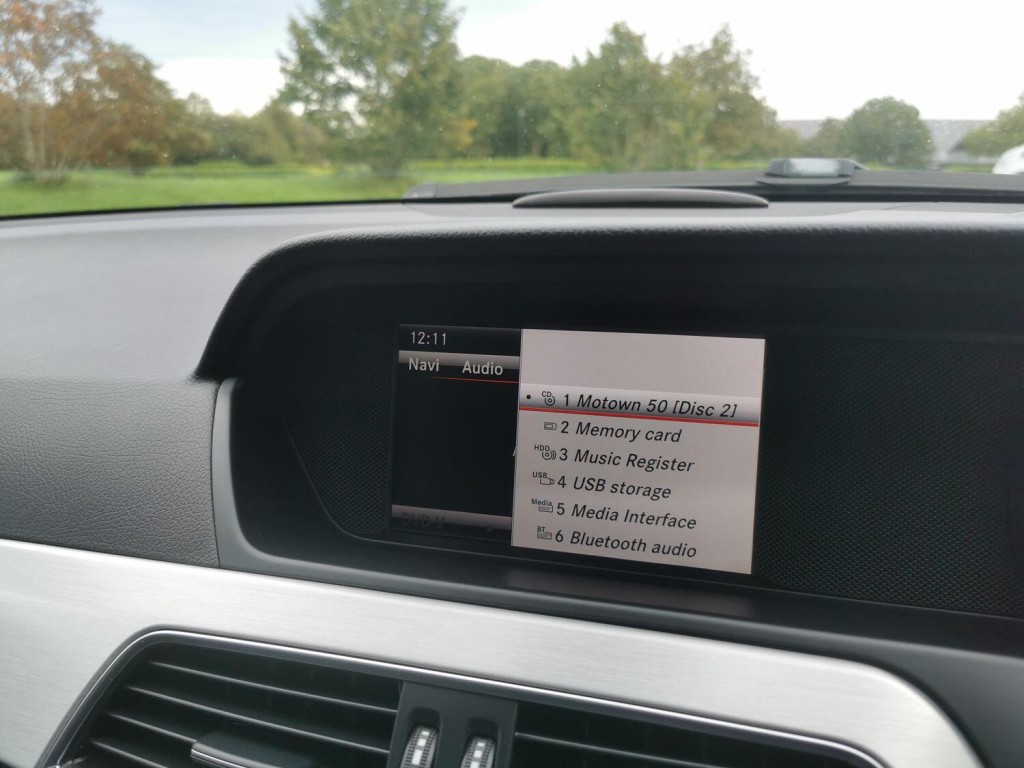 12:11
Navi Audio
CD 1 Motown 50 [Disc 2]
2 Memory card
HDD 3 Music Register
USB 4 USB storage
Media 5 Media Interface
BT 6 Bluetooth audio